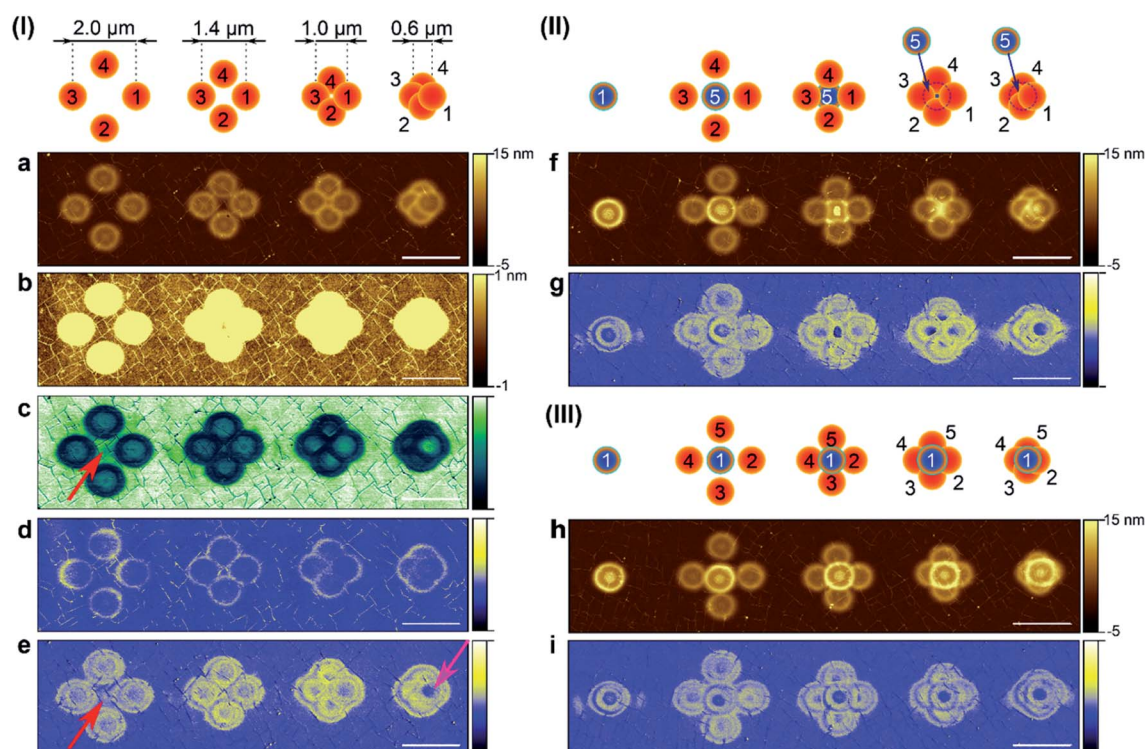 (I)
2.0 µm 1.4 µm 1.0 µm 0.6 µm
4 4 4 3 4
3 1 3 1 3 1
2 2 2 2 1
a
15 nm
-5
b
1 nm
-1
c
d
e
(II)
5 5
4 4 3 4 3 4
1 3 5 1 3 5 1
2 2 2 1 2 1
f
15 nm
-5
g
(III)
5 5 4 5 4 5
1 4 1 2 4 1 2 1 1
3 3 3 2 3 2
h
15 nm
-5
i